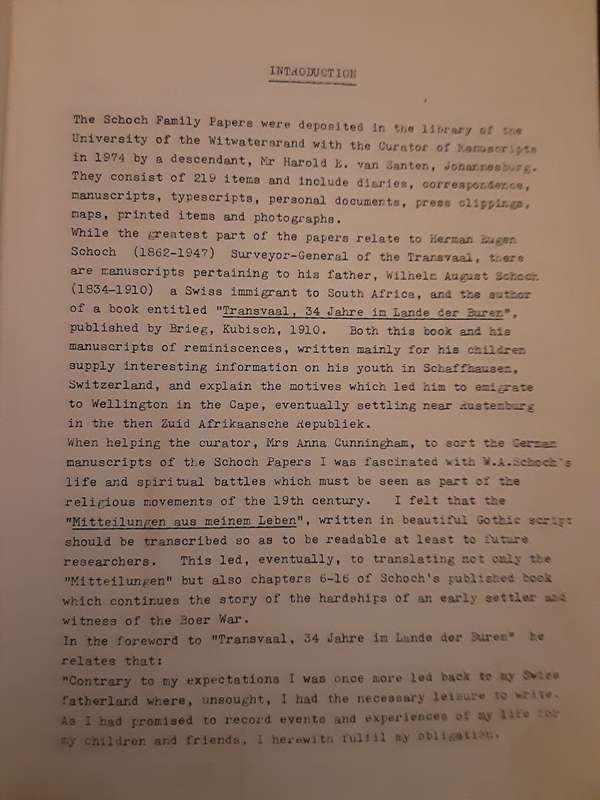 INTRODUCTION
The Schoch Family Papers were deposited in the library of the
University of the Witwatersrand with the Curator of Manuscripts
in 1974 by a descendant, Mr Harold E. van Santen, Johannesburg.
They consist of 219 items and include diaries, correspondence,
manuscripts, typescripts, personal documents, press clippings,
maps, printed items and photographs.
While the greatest part of the papers relate to Herman Eugen
Schoch (1862-1947) Surveyor-General of the Transvaal, there
are manuscripts pertaining to his father, Wilhelm August Schoch
(1834-1910) a Swiss immigrant to South Africa, and the author
of a book entitled "Transvaal, 34 Jahre im Lande der Buren",
published by Brieg, Kubisch, 1910. Both this book and his
manuscripts of reminiscences, written mainly for his children
supply interesting information on his youth in Schaffhausen,
Switzerland, and explain the motives which led him to emigrate
to Wellington in the Cape, eventually settling near Rustenburg
in the then Zuid Afrikaansche Republiek.
When helping the curator, Mrs Anna Cunningham, to sort the German
manuscripts of the Schoch Papers I was fascinated with W.A.Schoch's
life and spiritual battles which must be seen as part of the
religious movements of the 19th century. I felt that the
"Mitteilungen aus meinem Leben", written in beautiful Gothic script
should be transcribed so as to be readable at least to future
researchers. This led, eventually, to translating not only the
"Mitteilungen" but also chapters 6-16 of Schoch's published book
which continues the story of the hardships of an early settler and
witness of the Boer War.
In the foreword to "Transvaal, 34 Jahre im Lande der Buren" he
relates that:
"Contrary to my expectations I was once more led back to my Swiss
fatherland where, unsought, I had the necessary leisure to write.
As I had promised to record events and experiences of my life for
my children and friends, I herewith fulfil my obligation.